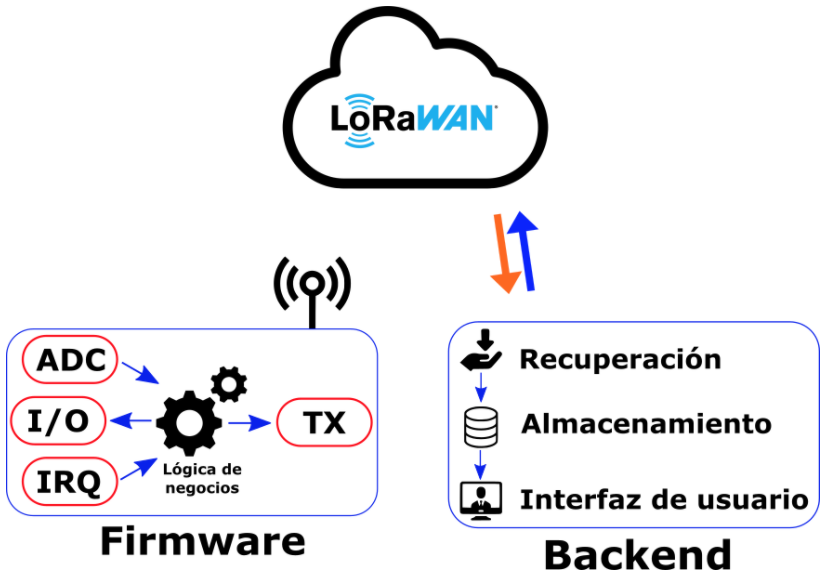 LoRaWAN
ADC
I/O
IRQ
Lógica de
negocios
TX
Firmware
Recuperación
Almacenamiento
Interfaz de usuario
Backend